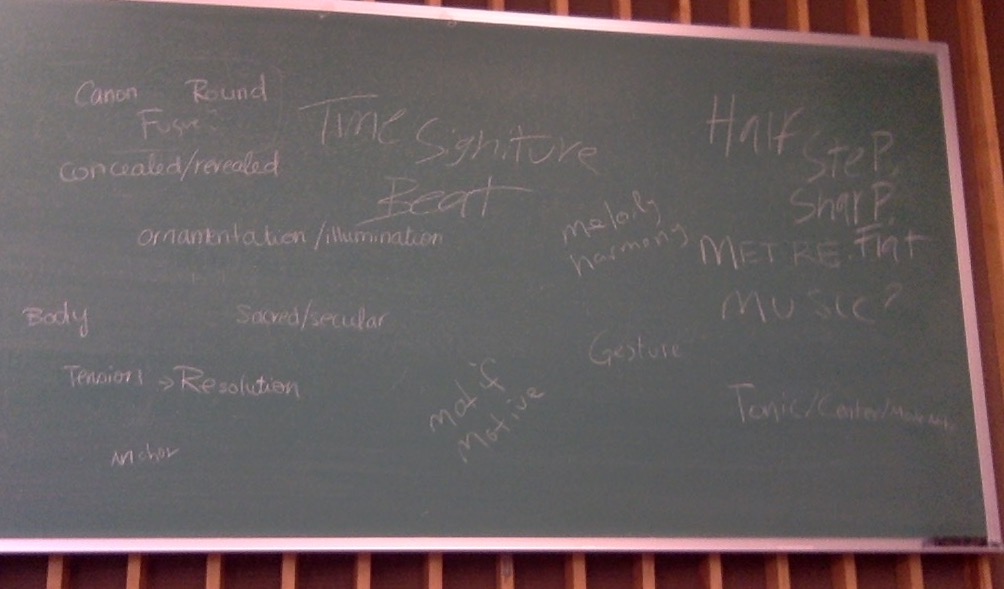 Canon Round
Fugue
concealed/revealed
Time Signiture
Beat
ornamentation/illumination
melody
harmony
Half
Step,
Sharp,
METRE. Flat
MUSIC?
Body
Sacred/secular
Gesture
Tension → Resolution
motif
motive
Tonic/Center/
Anchor